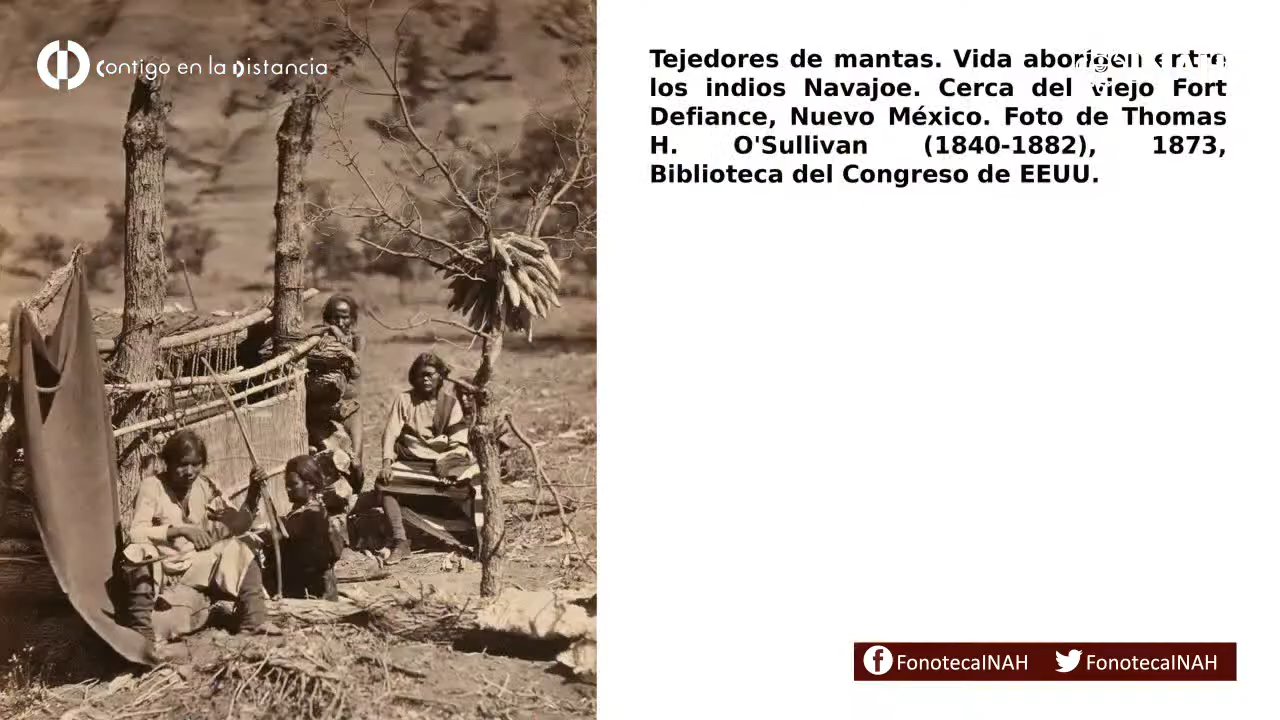 Contigo en la Distancia
Tejedores de mantas. Vida entre
los indios Navajoe. Cerca del viejo Fort
Defiance, Nuevo México. Foto de Thomas
H. O'Sullivan (1840-1882), 1873,
Biblioteca del Congreso de EEUU.
FonotecaINAH FonotecaINAH